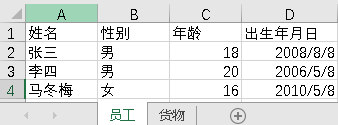 A B C D
1 姓名 性别 年龄 出生年月日
2 张三 男 18 2008/8/8
3 李四 男 20 2006/5/8
4 马冬梅 女 16 2010/5/8
员工 货物